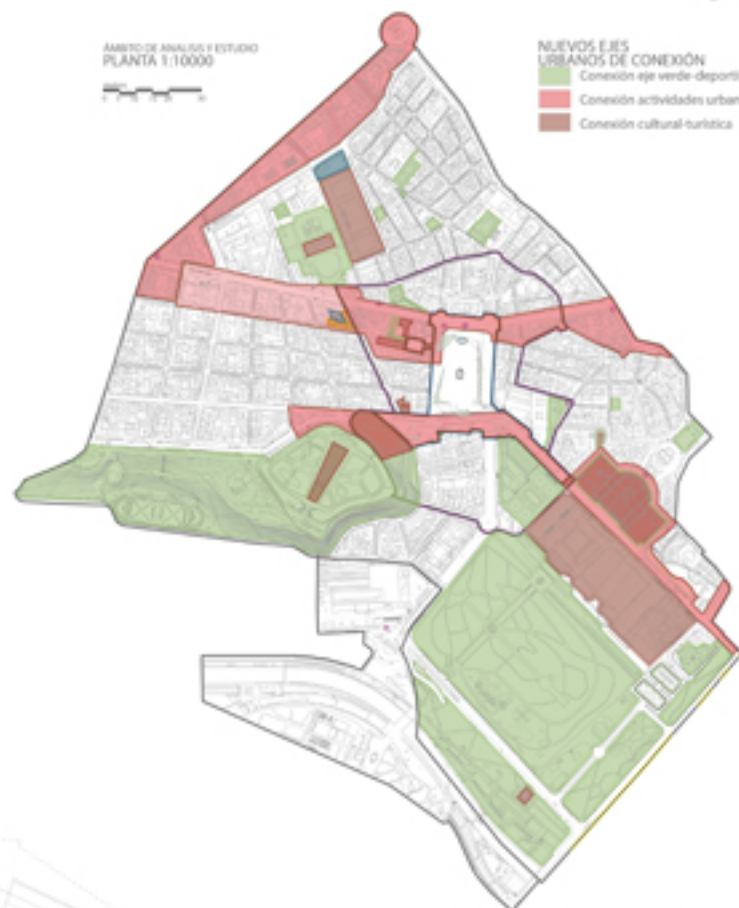 ÁMBITO DE ANÁLISIS Y ESTUDIO
PLANTA 1:10000
NUEVOS EJES
URBANOS DE CONEXIÓN
Conexión eje verde-deporti
Conexión actividades urban
Conexión cultural-turística